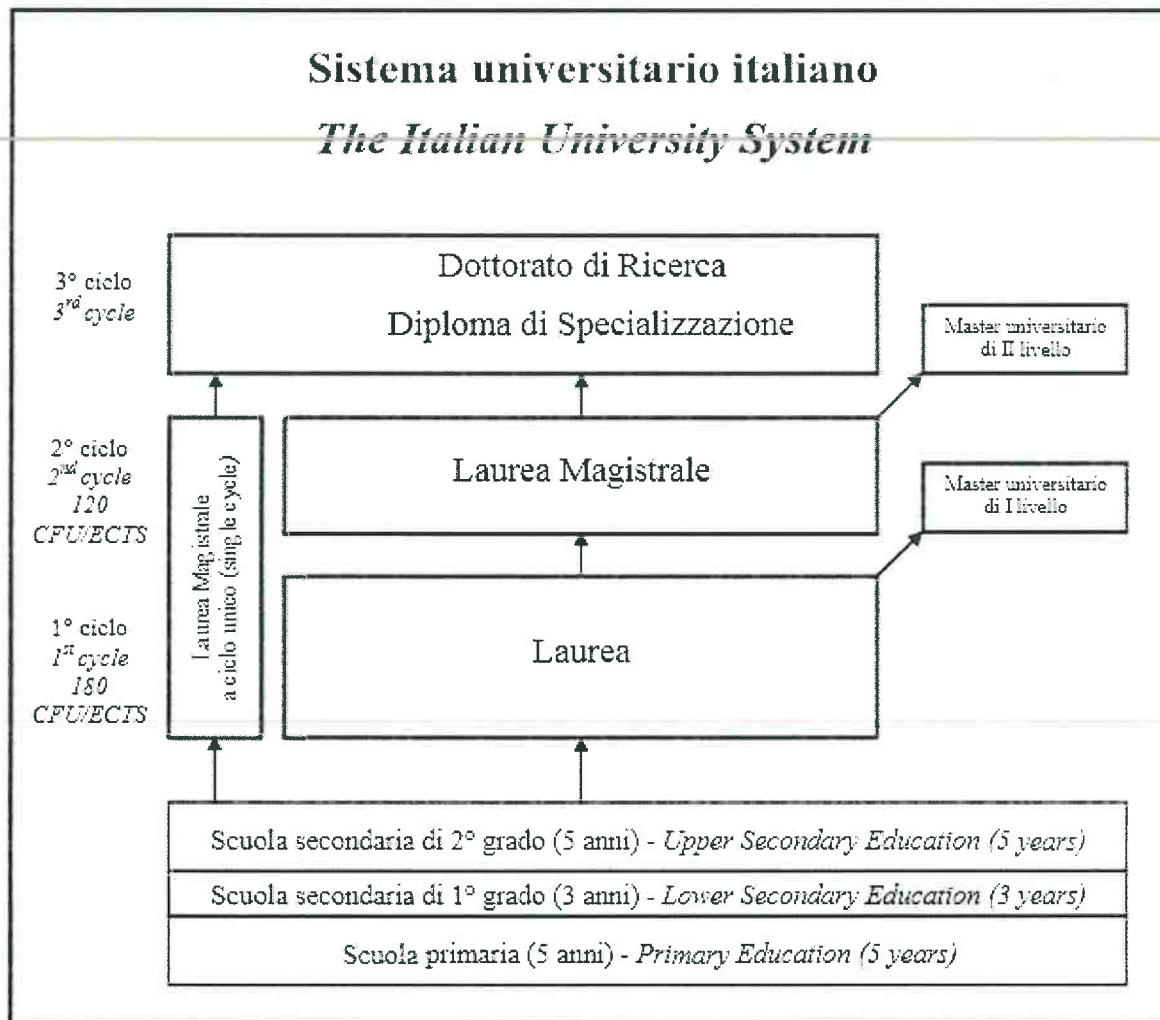 Sistema universitario italiano
The Italian University System
3° ciclo
3rd cycle
Dottorato di Ricerca
Diploma di Specializzazione
Master universitario
di II livello
2° ciclo
2nd cycle
120
CFU/ECTS
Laurea Magistrale
a ciclo unico (single cycle)
Laurea Magistrale
Master universitario
di I livello
1° ciclo
1st cycle
180
CFU/ECTS
Laurea
Scuola secondaria di 2° grado (5 anni) - Upper Secondary Education (5 years)
Scuola secondaria di 1° grado (3 anni) - Lower Secondary Education (3 years)
Scuola primaria (5 anni) - Primary Education (5 years)